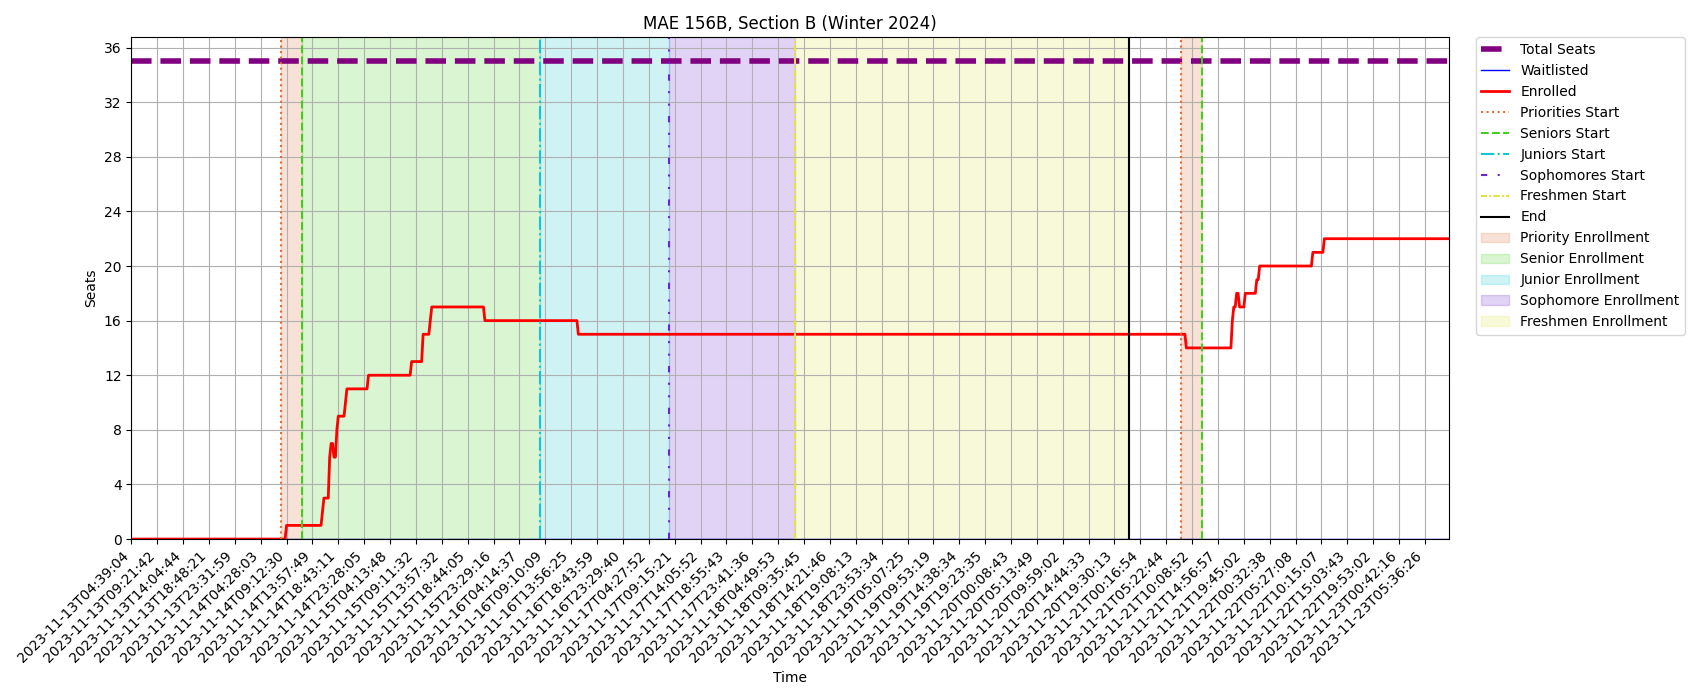 MAE 156B, Section B (Winter 2024)
36
32
28
24
20
16
12
8
4
0
Seats
2023-11-13T04:39:04
2023-11-13T09:21:42
2023-11-13T14:04:44
2023-11-13T18:48:21
2023-11-13T23:31:59
2023-11-14T04:28:03
2023-11-14T09:12:30
2023-11-14T13:57:49
2023-11-14T18:43:11
2023-11-14T23:28:05
2023-11-15T04:13:48
2023-11-15T09:11:32
2023-11-15T13:57:32
2023-11-15T18:44:05
2023-11-15T23:29:16
2023-11-16T04:14:37
2023-11-16T09:10:09
2023-11-16T13:56:25
2023-11-16T18:43:59
2023-11-16T23:29:40
2023-11-17T04:27:52
2023-11-17T09:15:21
2023-11-17T14:05:52
2023-11-17T18:55:43
2023-11-17T23:41:36
2023-11-18T04:49:53
2023-11-18T09:35:45
2023-11-18T14:21:46
2023-11-18T19:08:13
2023-11-18T23:53:34
2023-11-19T05:07:25
2023-11-19T09:53:19
2023-11-19T14:38:34
2023-11-19T19:23:35
2023-11-20T00:08:43
2023-11-20T05:13:49
2023-11-20T09:59:02
2023-11-20T14:44:33
2023-11-20T19:30:13
2023-11-21T00:16:54
2023-11-21T05:22:44
2023-11-21T10:08:52
2023-11-21T14:56:57
2023-11-21T19:45:02
2023-11-22T00:32:38
2023-11-22T05:27:08
2023-11-22T10:15:07
2023-11-22T15:03:43
2023-11-22T19:53:02
2023-11-23T00:42:16
2023-11-23T05:36:26
Time
Total Seats
Waitlisted
Enrolled
Priorities Start
Seniors Start
Juniors Start
Sophomores Start
Freshmen Start
End
Priority Enrollment
Senior Enrollment
Junior Enrollment
Sophomore Enrollment
Freshmen Enrollment